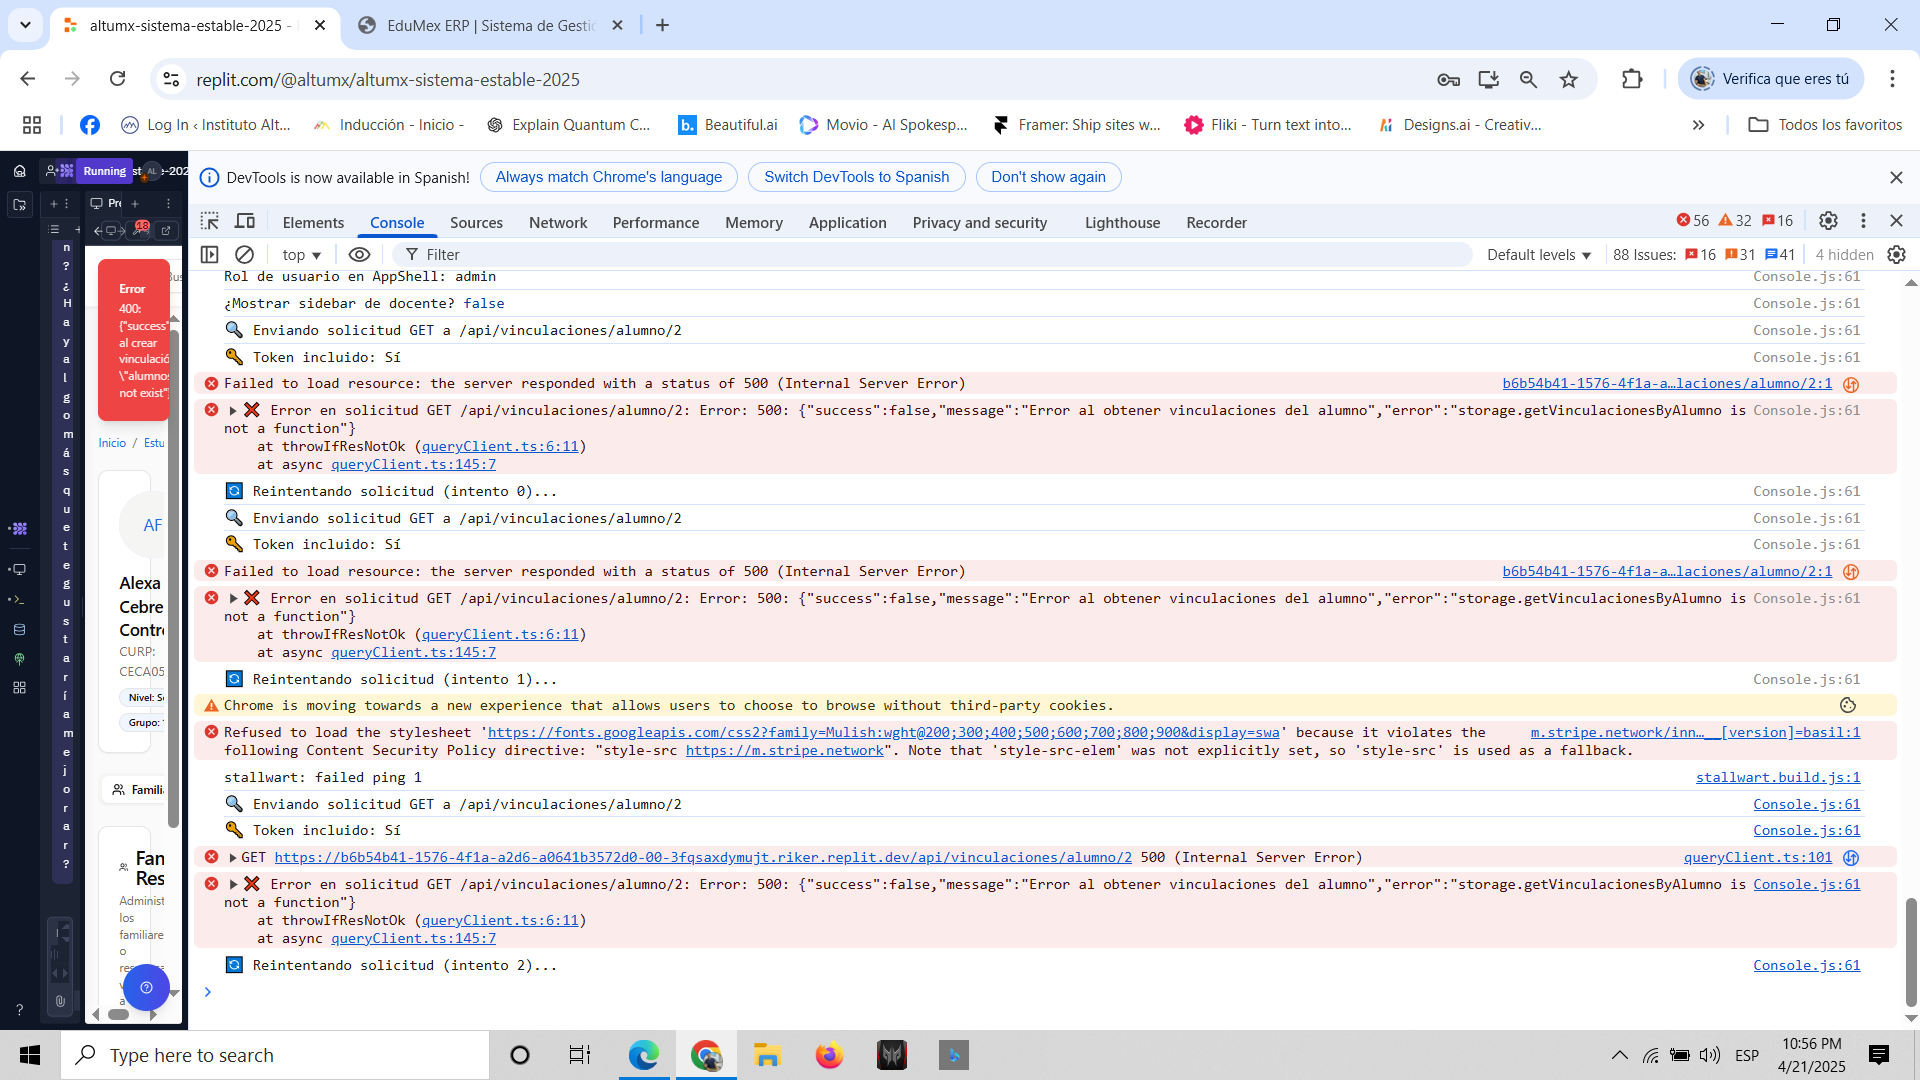 altumx-sistema-estable-2025 -
EduMex ERP | Sistema de Gesti
replit.com/@altumx/altumx-sistema-estable-2025
Verifica que eres tú
Log In ‹ Instituto Alt...
Inducción - Inicio -
Explain Quantum C...
Beautiful.ai
Movio - AI Spokesp...
Framer: Ship sites w...
Fliki - Turn text into...
Designs.ai - Creativ...
Todos los favoritos
Running
AL
-202
DevTools is now available in Spanish!
Always match Chrome's language
Switch DevTools to Spanish
Don't show again
Elements
Console
Sources
Network
Performance
Memory
Application
Privacy and security
Lighthouse
Recorder
56
32
16
top
Filter
Default levels
88 Issues:
16
31
41
4 hidden
Rol de usuario en AppShell: admin
Console.js:61
¿Mostrar sidebar de docente? false
Console.js:61
Enviando solicitud GET a /api/vinculaciones/alumno/2
Console.js:61
Token incluido: Sí
Console.js:61
Failed to load resource: the server responded with a status of 500 (Internal Server Error)
b6b54b41-1576-4f1a-a…laciones/alumno/2:1
Error en solicitud GET /api/vinculaciones/alumno/2: Error: 500: {"success":false,"message":"Error al obtener vinculaciones del alumno","error":"storage.getVinculacionesByAlumno is
Console.js:61
not a function"}
at throwIfResNotOk (queryClient.ts:6:11)
at async queryClient.ts:145:7
Reintentando solicitud (intento 0)...
Console.js:61
Enviando solicitud GET a /api/vinculaciones/alumno/2
Console.js:61
Token incluido: Sí
Console.js:61
Failed to load resource: the server responded with a status of 500 (Internal Server Error)
b6b54b41-1576-4f1a-a…laciones/alumno/2:1
Error en solicitud GET /api/vinculaciones/alumno/2: Error: 500: {"success":false,"message":"Error al obtener vinculaciones del alumno","error":"storage.getVinculacionesByAlumno is
Console.js:61
not a function"}
at throwIfResNotOk (queryClient.ts:6:11)
at async queryClient.ts:145:7
Reintentando solicitud (intento 1)...
Console.js:61
Chrome is moving towards a new experience that allows users to choose to browse without third-party cookies.
Refused to load the stylesheet 'https://fonts.googleapis.com/css2?family=Mulish:wght@200;300;400;500;600;700;800;900&display=swa' because it violates the
m.stripe.network/inn…__[version]=basil:1
following Content Security Policy directive: "style-src https://m.stripe.network". Note that 'style-src-elem' was not explicitly set, so 'style-src' is used as a fallback.
stallwart: failed ping 1
stallwart.build.js:1
Enviando solicitud GET a /api/vinculaciones/alumno/2
Console.js:61
Token incluido: Sí
Console.js:61
GET https://b6b54b41-1576-4f1a-a2d6-a0641b3572d0-00-3fqsaxdymujt.riker.replit.dev/api/vinculaciones/alumno/2 500 (Internal Server Error)
queryClient.ts:101
Error en solicitud GET /api/vinculaciones/alumno/2: Error: 500: {"success":false,"message":"Error al obtener vinculaciones del alumno","error":"storage.getVinculacionesByAlumno is
Console.js:61
not a function"}
at throwIfResNotOk (queryClient.ts:6:11)
at async queryClient.ts:145:7
Reintentando solicitud (intento 2)...
Console.js:61
Pre
18
n? ¿Hay algo más que te gustaría mejorar?
Error
400:
{"success"
al crear
vinculació
\"alumno
not exist"
Inicio / Estu
AF
Alexa
Cebre
Contr
CURP:
CECA05
Nivel: S
Grupo:
Famili
Fan
Res
Administ
los
familiare
o
res
v
a
Type here to search
ESP
10:56 PM
4/21/2025